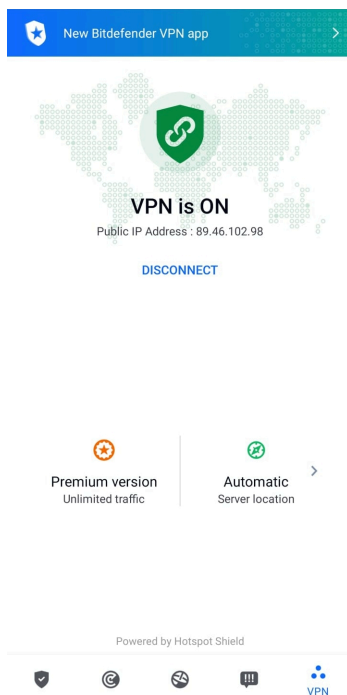 New Bitdefender VPN app
VPN is ON
Public IP Address : 89.46.102.98
DISCONNECT
Premium version
Unlimited traffic
Automatic
Server location
Powered by Hotspot Shield
VPN